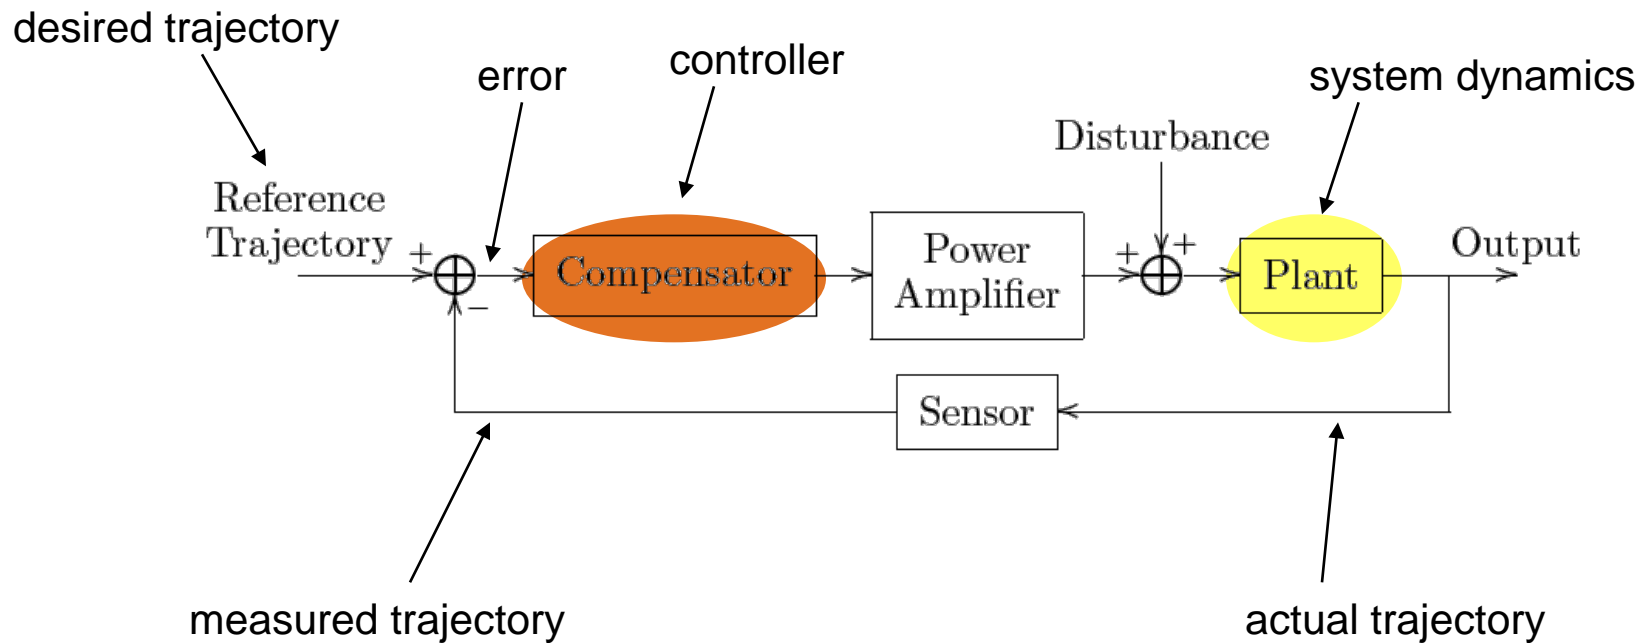 desired trajectory
error
controller
system dynamics
Disturbance
Reference
Trajectory
+
−
Compensator
Power
Amplifier
+
+
Plant
Output
Sensor
measured trajectory
actual trajectory